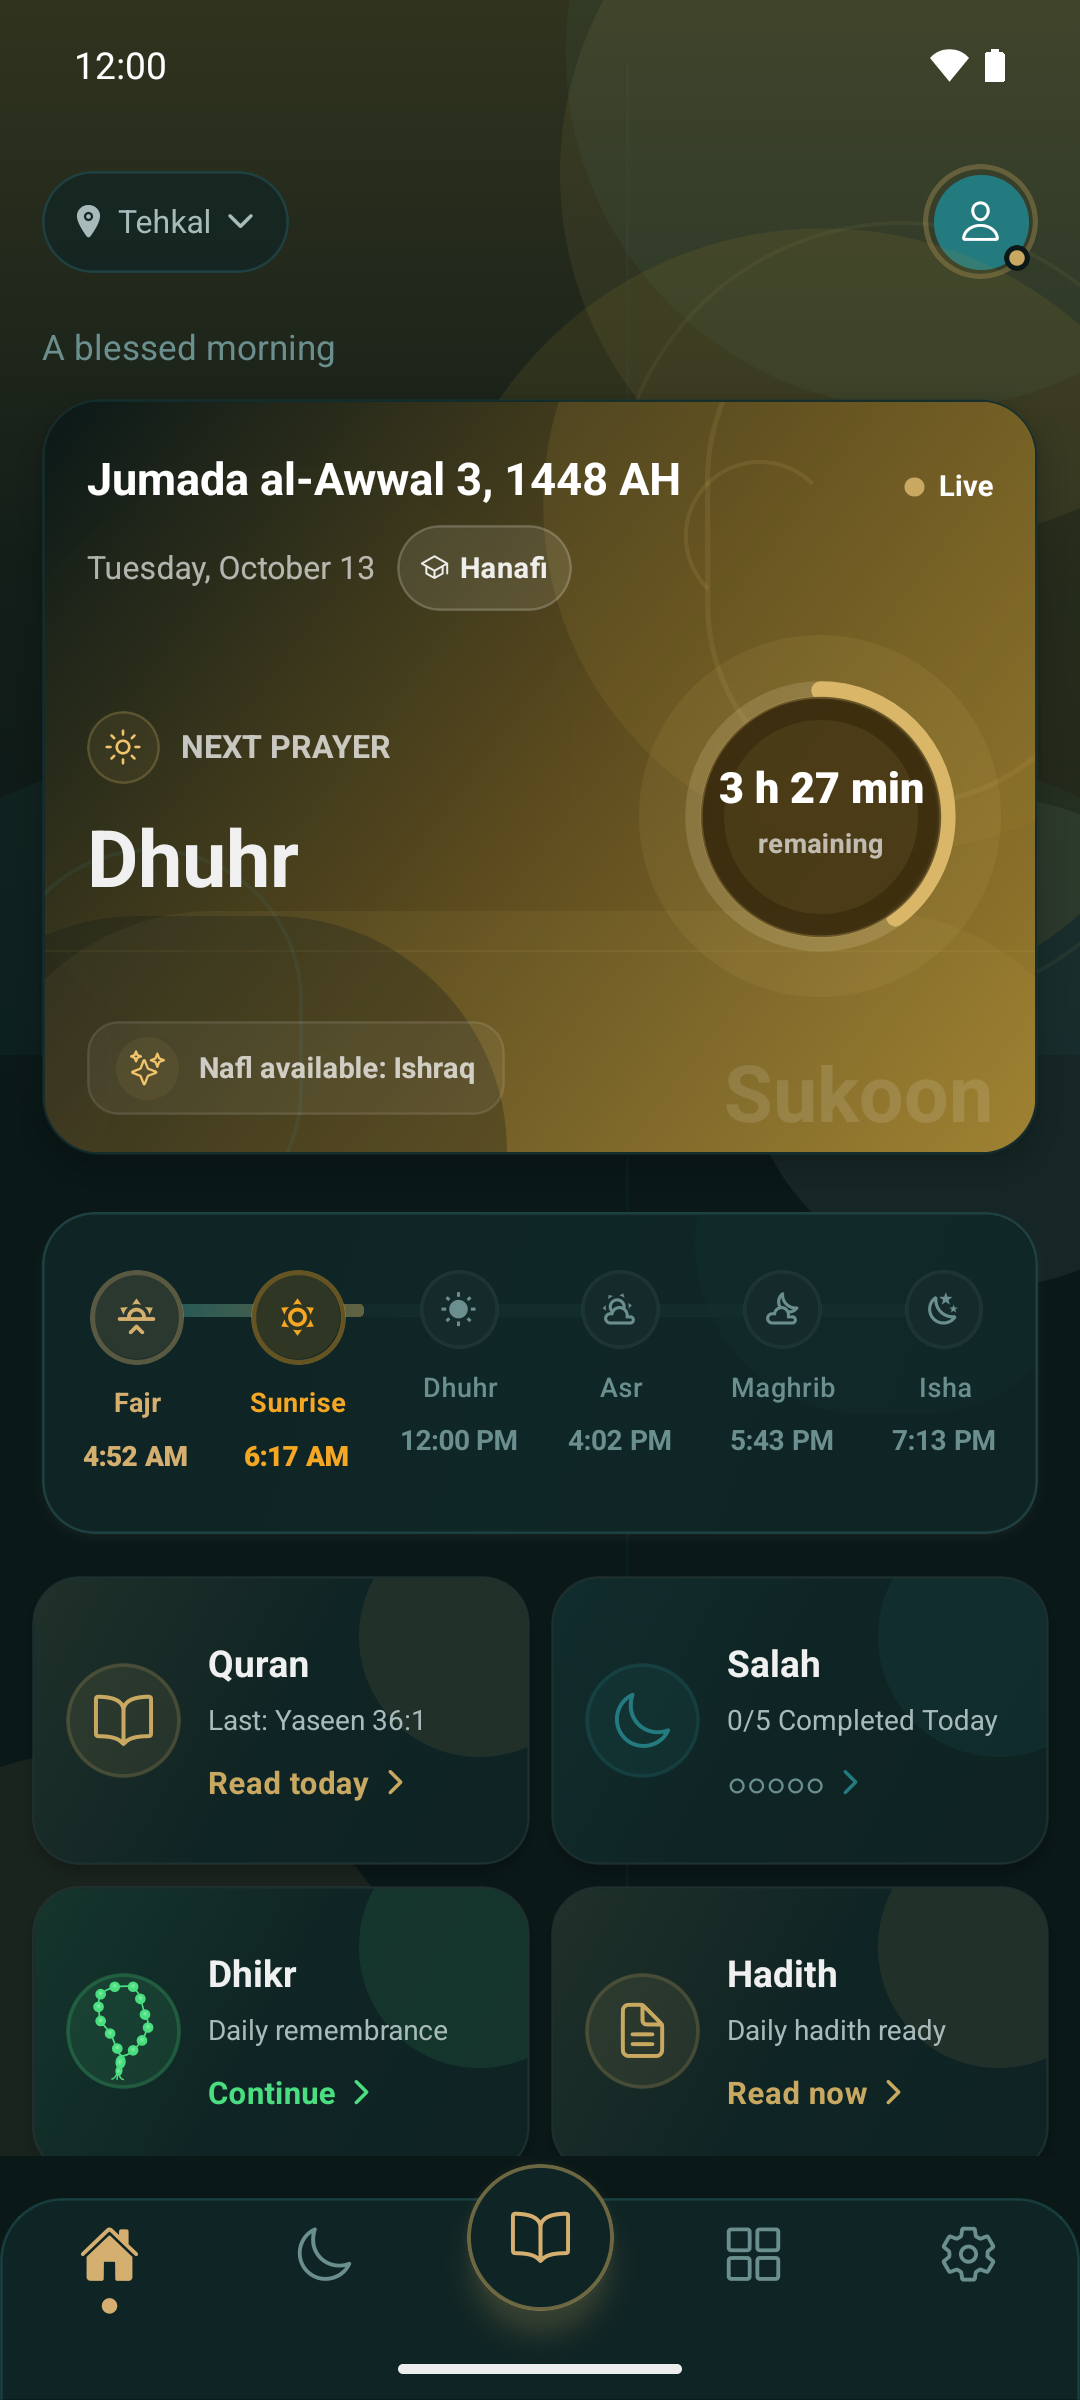 12:00
Tehkal
A blessed morning
Jumada al-Awwal 3, 1448 AH
Live
Tuesday, October 13
Hanafi
NEXT PRAYER
Dhuhr
3 h 27 min
remaining
Nafl available: Ishraq
Sukoon
Fajr
4:52 AM
Sunrise
6:17 AM
Dhuhr
12:00 PM
Asr
4:02 PM
Maghrib
5:43 PM
Isha
7:13 PM
Quran
Last: Yaseen 36:1
Read today
Salah
0/5 Completed Today
Dhikr
Daily remembrance
Continue
Hadith
Daily hadith ready
Read now